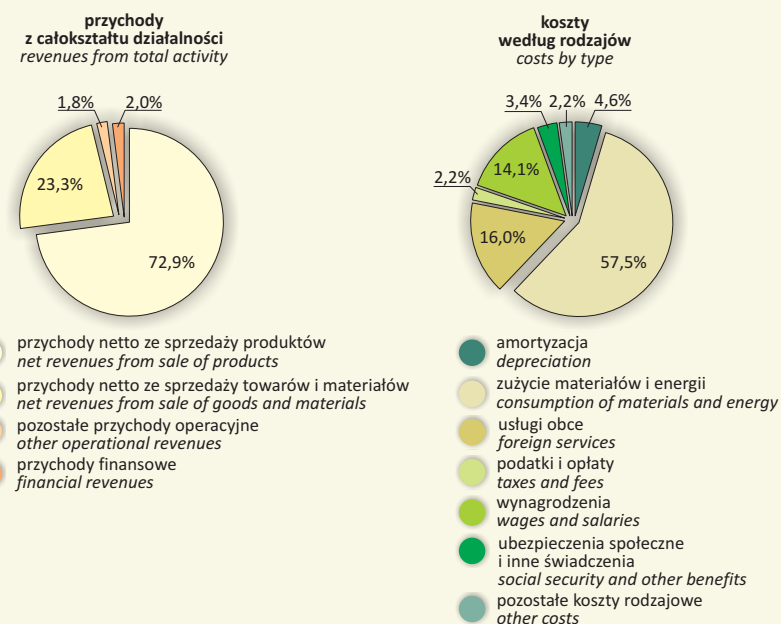 przychody
z całokształtu działalności
revenues from total activity
1,8%
2,0%
23,3%
72,9%
przychody netto ze sprzedaży produktów
net revenues from sale of products
przychody netto ze sprzedaży towarów i materiałów
net revenues from sale of goods and materials
pozostałe przychody operacyjne
other operational revenues
przychody finansowe
financial revenues
koszty
według rodzajów
costs by type
3,4%
2,2%
4,6%
14,1%
2,2%
16,0%
57,5%
amortyzacja
depreciation
zużycie materiałów i energii
consumption of materials and energy
usługi obce
foreign services
podatki i opłaty
taxes and fees
wynagrodzenia
wages and salaries
ubezpieczenia społeczne
i inne świadczenia
social security and other benefits
pozostałe koszty rodzajowe
other costs